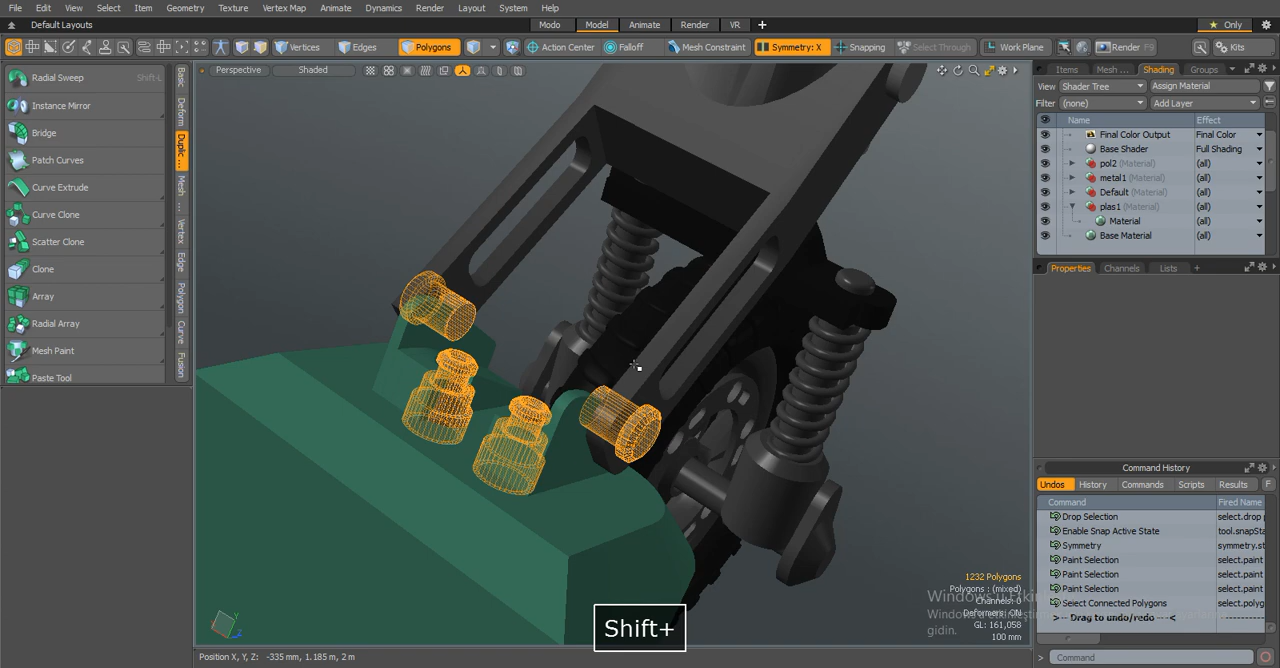 File Edit View Select Item Geometry Texture Vertex Map Animate Dynamics Render Layout System Help
Default Layouts Modo Model Animate Render VR + ★ Only
Vertices Edges Polygons Action Center Falloff Mesh Constraint Symmetry: X Snapping Select Through Work Plane Render F9 Kits
Radial Sweep Shift-L
Instance Mirror
Bridge
Patch Curves
Curve Extrude
Curve Clone
Scatter Clone
Clone
Array
Radial Array
Mesh Paint
Paste Tool
Basic
Deform
Duplic ...
Mesh ...
Vertex
Edge
Polygon
Curve
Fusion
Perspective Shaded
Items Mesh ... Shading Groups
View Shader Tree Assign Material
Filter (none) Add Layer
Name Effect
Final Color Output Final Color
Base Shader Full Shading
pol2 (Material) (all)
metal1 (Material) (all)
Default (Material) (all)
plas1 (Material) (all)
Material (all)
Base Material (all)
Properties Channels Lists +
Command History
Undos History Commands Scripts Results F
Command Fired Name
Drop Selection select.drop
Enable Snap Active State tool.snapSta
Symmetry symmetry.st
Paint Selection select.paint
Paint Selection select.paint
Paint Selection select.paint
Select Connected Polygons select.polyg
>-- Drag to undo/redo ---<
> Command
1232 Polygons
Polygons : (mixed)
Channels: 0
Deformers: ON
GL: 161,058
100 mm
gidin.
Y
Z
Shift+
Position X, Y, Z: -335 mm, 1.185 m, 2 m